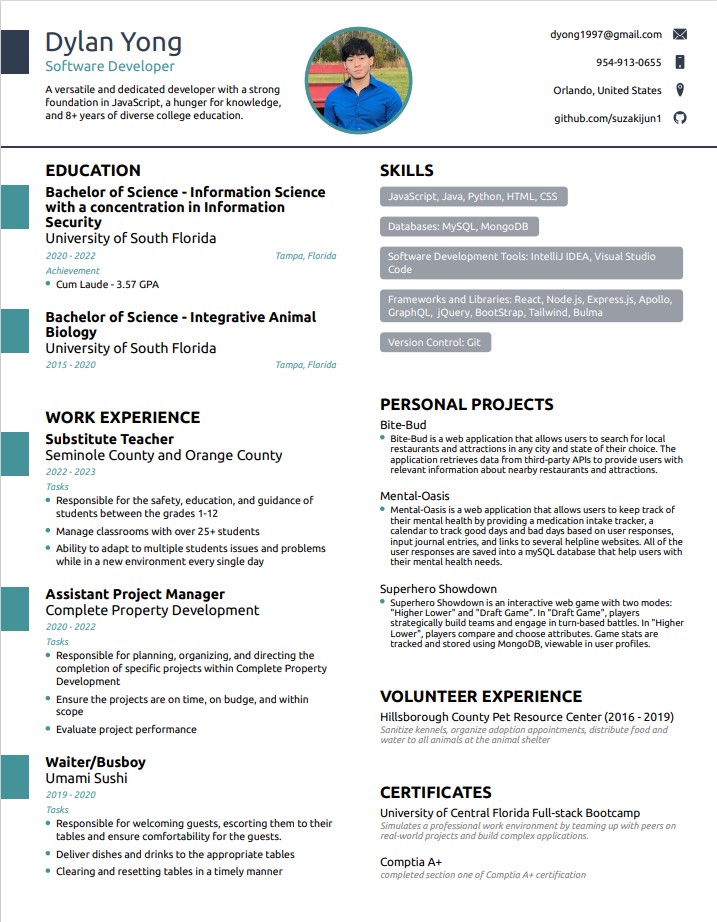 Dylan Yong
Software Developer
A versatile and dedicated developer with a strong
foundation in JavaScript, a hunger for knowledge,
and 8+ years of diverse college education.
dyong1997@gmail.com
954-913-0655
Orlando, United States
github.com/suzakijun1
EDUCATION
Bachelor of Science - Information Science
with a concentration in Information
Security
University of South Florida
2020 - 2022 Tampa, Florida
Achievement
Cum Laude - 3.57 GPA
Bachelor of Science - Integrative Animal
Biology
University of South Florida
2015 - 2020 Tampa, Florida
WORK EXPERIENCE
Substitute Teacher
Seminole County and Orange County
2022 - 2023
Tasks
Responsible for the safety, education, and guidance of
students between the grades 1-12
Manage classrooms with over 25+ students
Ability to adapt to multiple students issues and problems
while in a new environment every single day
Assistant Project Manager
Complete Property Development
2020 - 2022
Tasks
Responsible for planning, organizing, and directing the
completion of specific projects within Complete Property
Development
Ensure the projects are on time, on budge, and within
scope
Evaluate project performance
Waiter/Busboy
Umami Sushi
2019 - 2020
Tasks
Responsible for welcoming guests, escorting them to their
tables and ensure comfortability for the guests.
Deliver dishes and drinks to the appropriate tables
Clearing and resetting tables in a timely manner
SKILLS
JavaScript, Java, Python, HTML, CSS
Databases: MySQL, MongoDB
Software Development Tools: IntelliJ IDEA, Visual Studio
Code
Frameworks and Libraries: React, Node.js, Express.js, Apollo,
GraphQL, jQuery, BootStrap, Tailwind, Bulma
Version Control: Git
PERSONAL PROJECTS
Bite-Bud
Bite-Bud is a web application that allows users to search for local
restaurants and attractions in any city and state of their choice. The
application retrieves data from third-party APIs to provide users with
relevant information about nearby restaurants and attractions.
Mental-Oasis
Mental-Oasis is a web application that allows users to keep track of
their mental health by providing a medication intake tracker, a
calendar to track good days and bad days based on user responses,
input journal entries, and links to several helpline websites. All of the
user responses are saved into a mySQL database that help users with
their mental health needs.
Superhero Showdown
Superhero Showdown is an interactive web game with two modes:
"Higher Lower" and "Draft Game". In "Draft Game", players
strategically build teams and engage in turn-based battles. In "Higher
Lower", players compare and choose attributes. Game stats are
tracked and stored using MongoDB, viewable in user profiles.
VOLUNTEER EXPERIENCE
Hillsborough County Pet Resource Center (2016 - 2019)
Sanitize kennels, organize adoption appointments, distribute food and
water to all animals at the animal shelter
CERTIFICATES
University of Central Florida Full-stack Bootcamp
Simulates a professional work environment by teaming up with peers on
real-world projects and build complex applications.
Comptia A+
completed section one of Comptia A+ certification